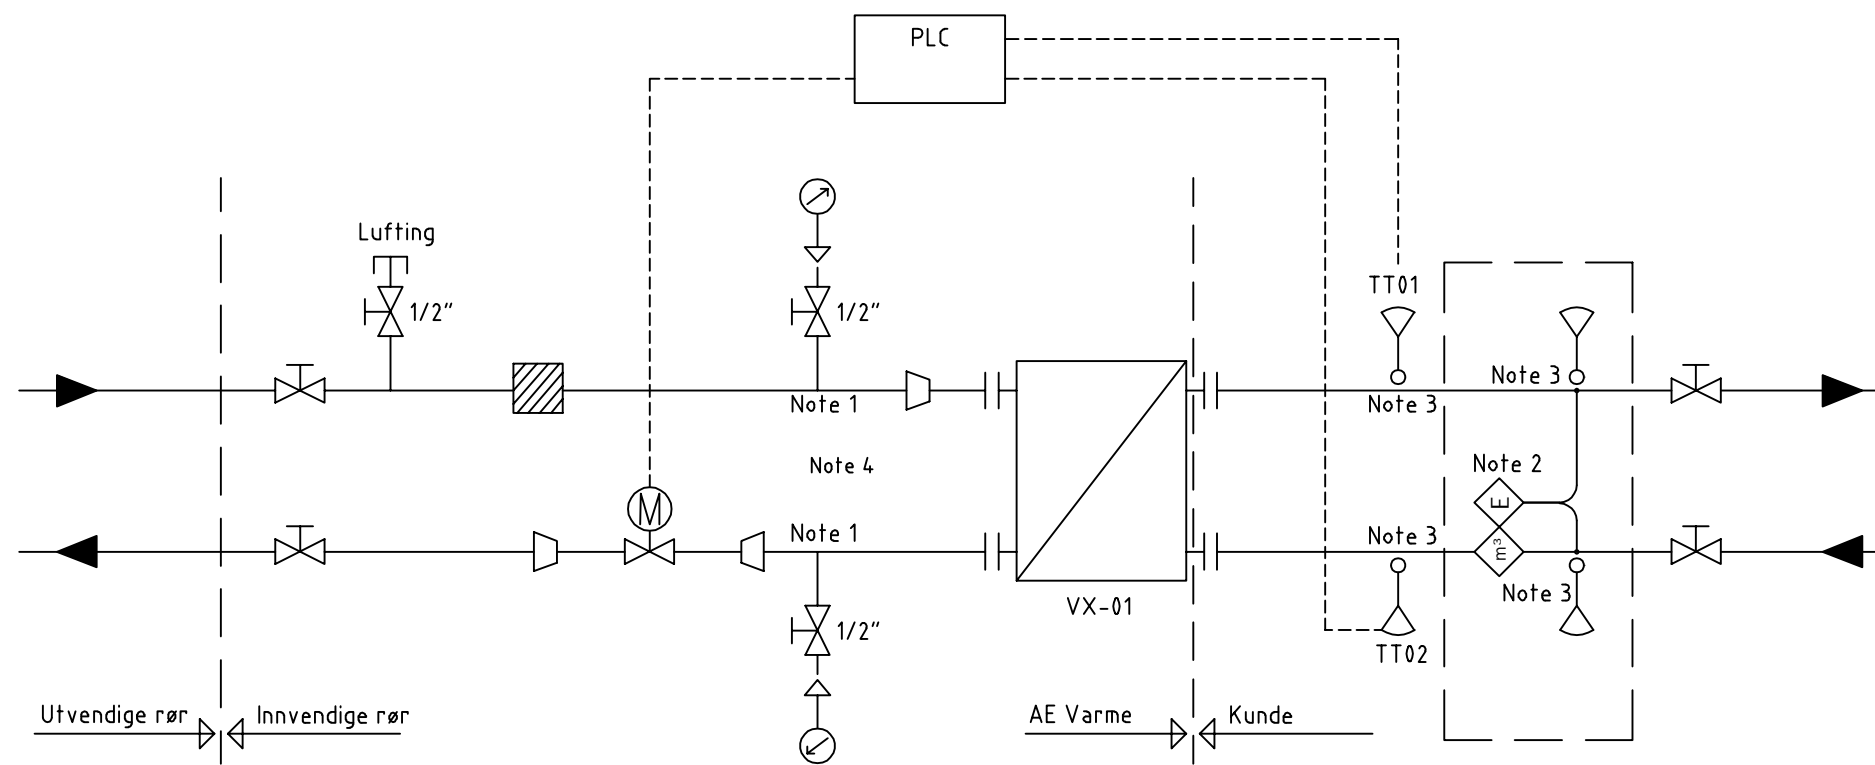 PLC
Lufting
TT01
1/2"
1/2"
Note 3
Note 1
Note 3
Note 4
Note 2
E
M
Note 1
Note 3
m³
Note 3
VX-01
1/2"
TT02
Utvendige rør
Innvendige rør
AE Varme
Kunde